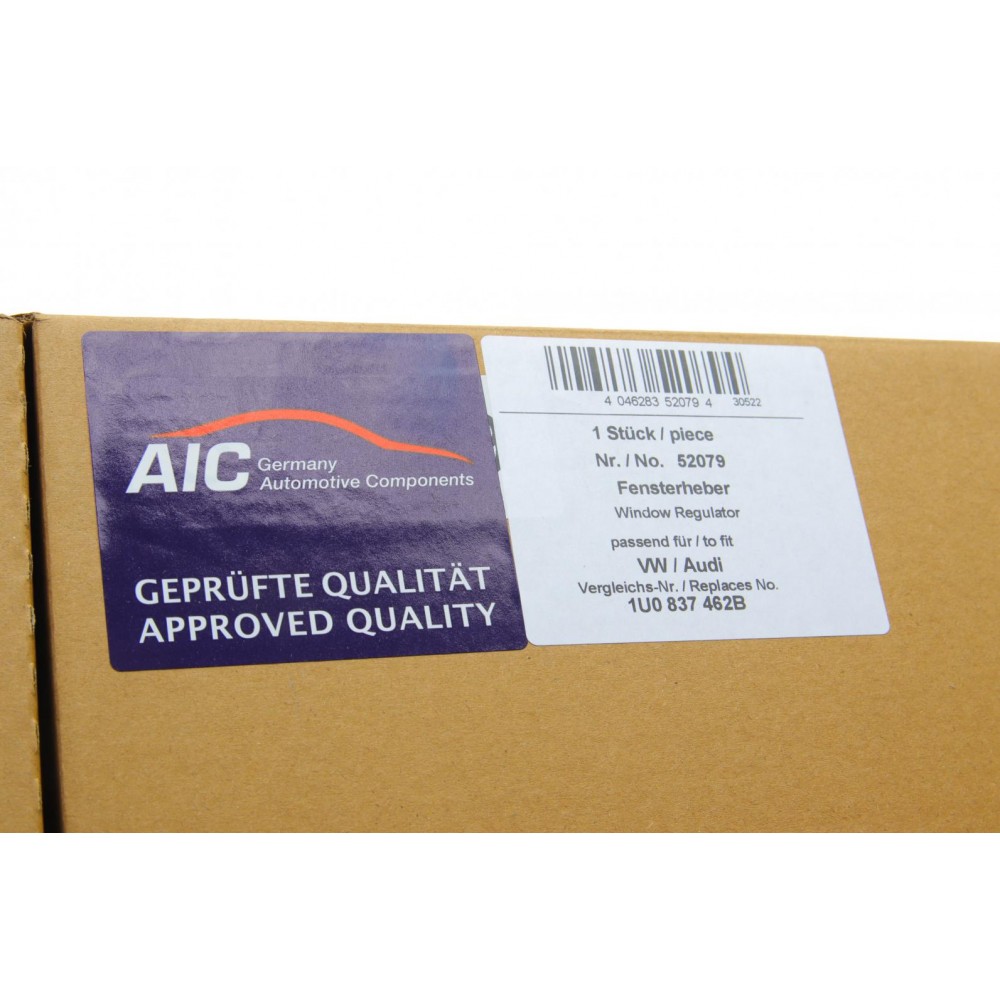 AIC Germany
Automotive Components
GEPRÜFTE QUALITÄT
APPROVED QUALITY
4 046283 52079 4 30522
1 Stück / piece
Nr. / No. 52079
Fensterheber
Window Regulator
passend für / to fit
VW / Audi
Vergleichs-Nr. / Replaces No.
1U0 837 462B